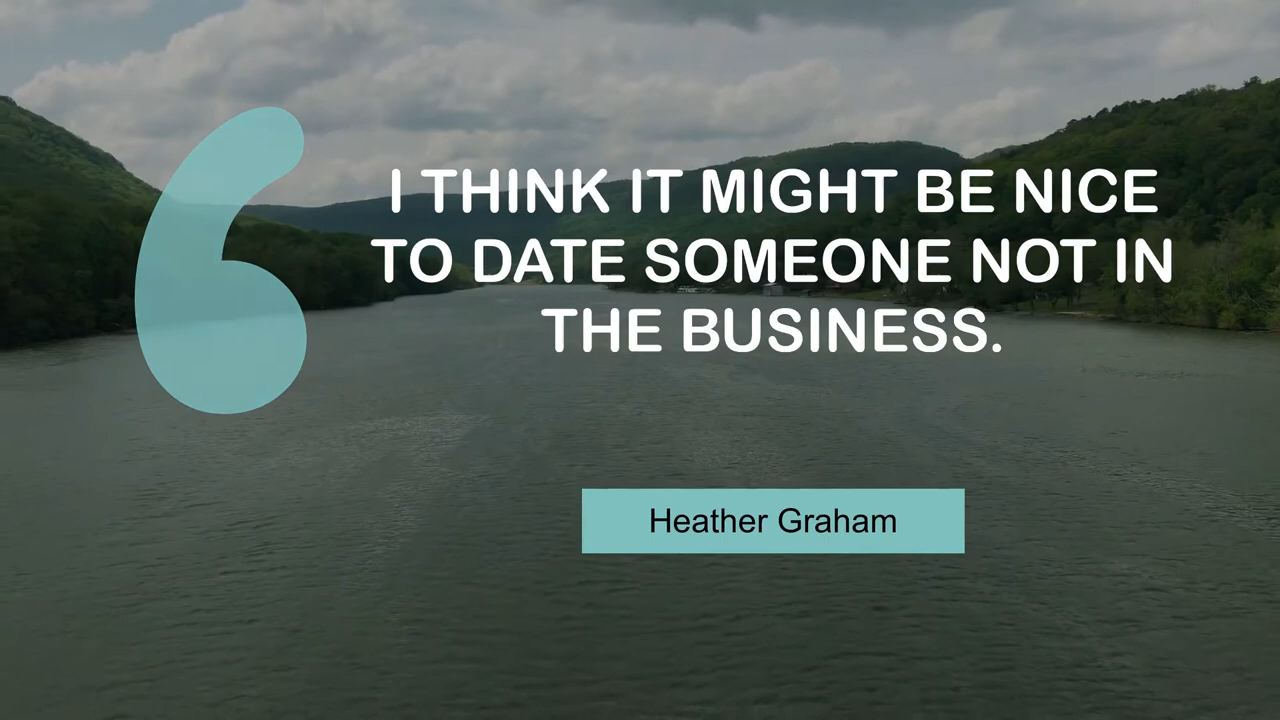 I THINK IT MIGHT BE NICE
TO DATE SOMEONE NOT IN
THE BUSINESS.
Heather Graham